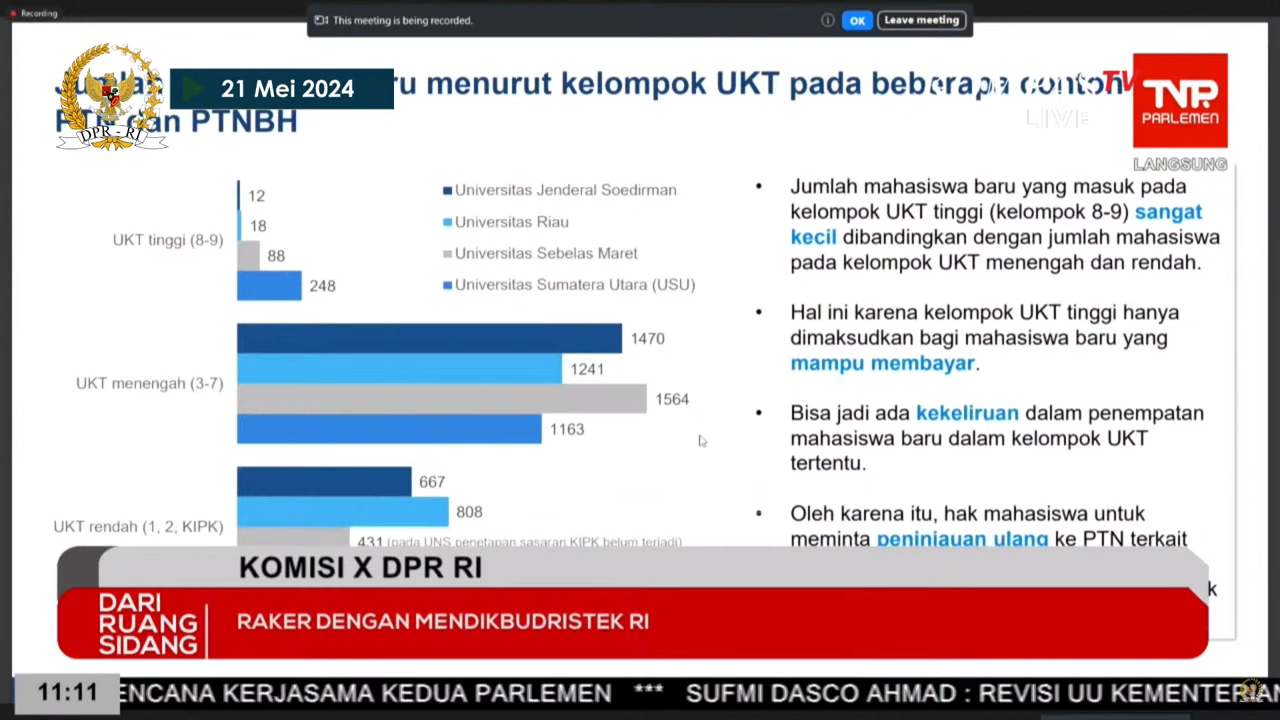 Recording
This meeting is being recorded.
OK
Leave meeting
21 Mei 2024
menurut kelompok UKT pada beberapa contoh
PTN dan PTNBH
DPR - RI
TVR
PARLEMEN
LIVE
LANGSUNG
12
18
UKT tinggi (8-9)
88
248
Universitas Jenderal Soedirman
Universitas Riau
Universitas Sebelas Maret
Universitas Sumatera Utara (USU)
1470
1241
UKT menengah (3-7)
1564
1163
667
808
UKT rendah (1, 2, KIPK)
431 (pada UNS penetapan sasaran KIPK belum terjadi)
• Jumlah mahasiswa baru yang masuk pada
kelompok UKT tinggi (kelompok 8-9) sangat
kecil dibandingkan dengan jumlah mahasiswa
pada kelompok UKT menengah dan rendah.
• Hal ini karena kelompok UKT tinggi hanya
dimaksudkan bagi mahasiswa baru yang
mampu membayar.
• Bisa jadi ada kekeliruan dalam penempatan
mahasiswa baru dalam kelompok UKT
tertentu.
• Oleh karena itu, hak mahasiswa untuk
meminta peninjauan ulang ke PTN terkait
k
KOMISI X DPR RI
DARI
RUANG
SIDANG
RAKER DENGAN MENDIKBUDRISTEK RI
11:11
ENCANA KERJASAMA KEDUA PARLEMEN *** SUFMI DASCO AHMAD : REVISI UU KEMENTERIAN